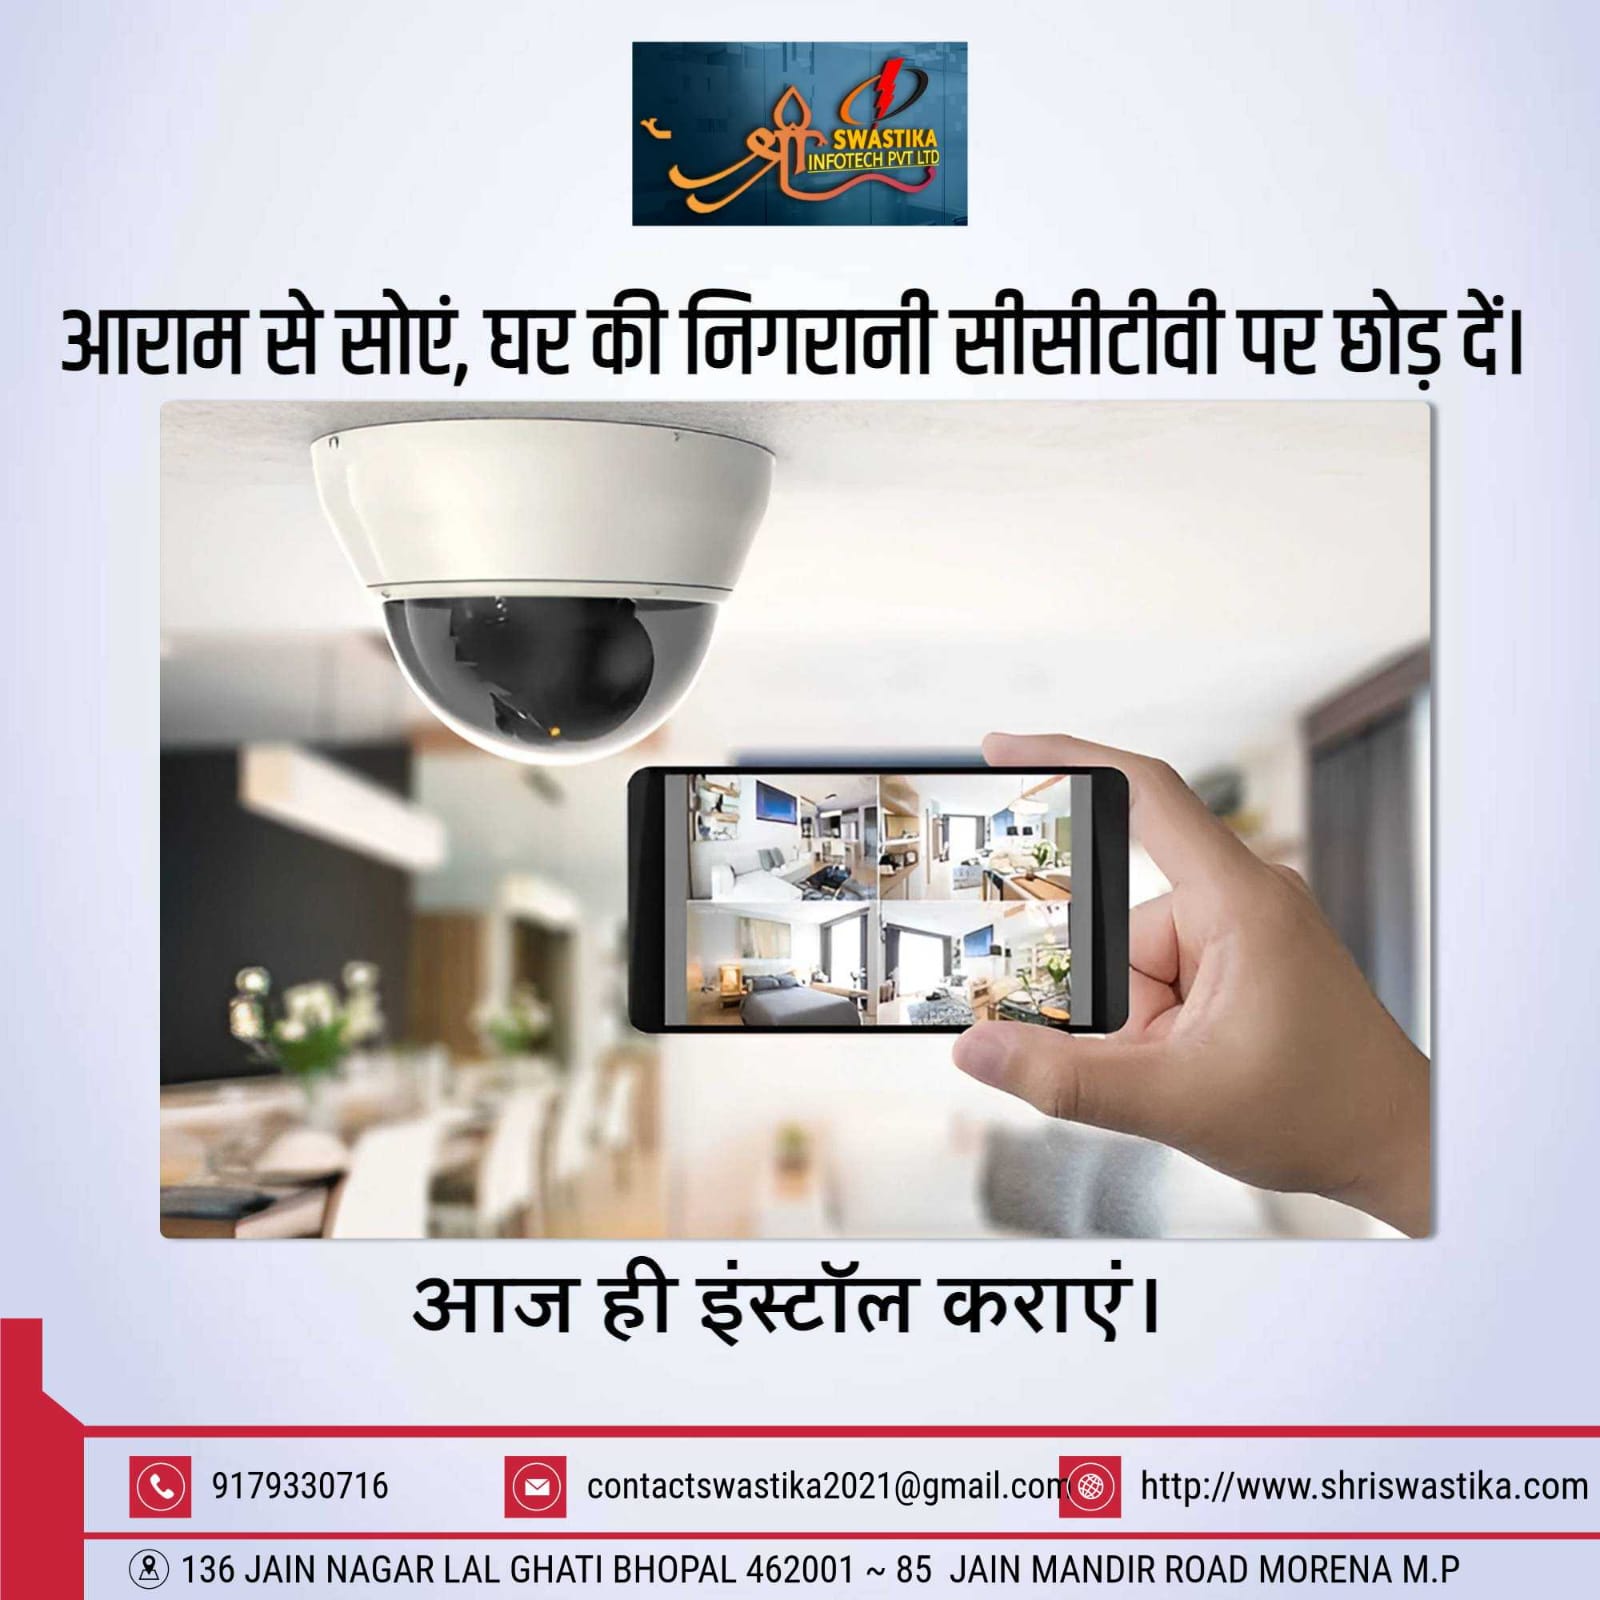 श्री
SWASTIKA
INFOTECH PVT LTD
आराम से सोएं, घर की निगरानी सीसीटीवी पर छोड़ दें।
आज ही इंस्टॉल कराएं।
9179330716 contactswastika2021@gmail.com http://www.shriswastika.com
136 JAIN NAGAR LAL GHATI BHOPAL 462001 ~ 85 JAIN MANDIR ROAD MORENA M.P